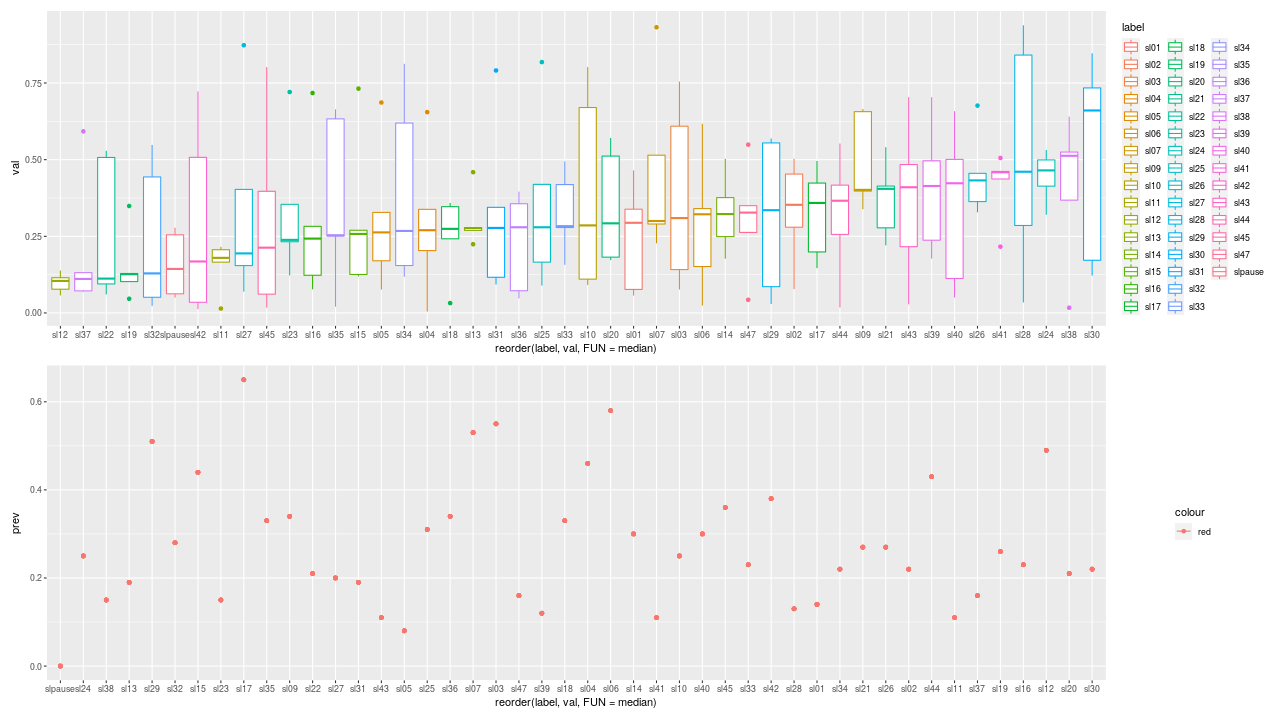 val
0.75
0.50
0.25
0.00
sl12 sl37 sl22 sl19 sl32 slpause sl42 sl11 sl27 sl45 sl23 sl16 sl35 sl15 sl05 sl34 sl04 sl18 sl13 sl31 sl36 sl25 sl33 sl10 sl20 sl01 sl07 sl03 sl06 sl14 sl47 sl29 sl02 sl17 sl44 sl09 sl21 sl43 sl39 sl40 sl26 sl41 sl28 sl24 sl38 sl30
reorder(label, val, FUN = median)
label
sl01 sl18 sl34
sl02 sl19 sl35
sl03 sl20 sl36
sl04 sl21 sl37
sl05 sl22 sl38
sl06 sl23 sl39
sl07 sl24 sl40
sl09 sl25 sl41
sl10 sl26 sl42
sl11 sl27 sl43
sl12 sl28 sl44
sl13 sl29 sl45
sl14 sl30 sl47
sl15 sl31 slpause
sl16 sl32
sl17 sl33
prev
0.6
0.4
0.2
0.0
slpause sl24 sl38 sl13 sl29 sl32 sl15 sl23 sl17 sl35 sl09 sl22 sl27 sl31 sl43 sl05 sl25 sl36 sl07 sl03 sl47 sl39 sl18 sl04 sl06 sl14 sl41 sl10 sl40 sl45 sl33 sl42 sl28 sl01 sl34 sl21 sl26 sl02 sl44 sl11 sl37 sl19 sl16 sl12 sl20 sl30
reorder(label, val, FUN = median)
colour
red